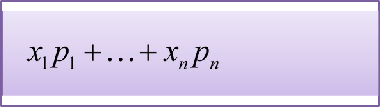 x₁p₁ + … + xₙpₙ